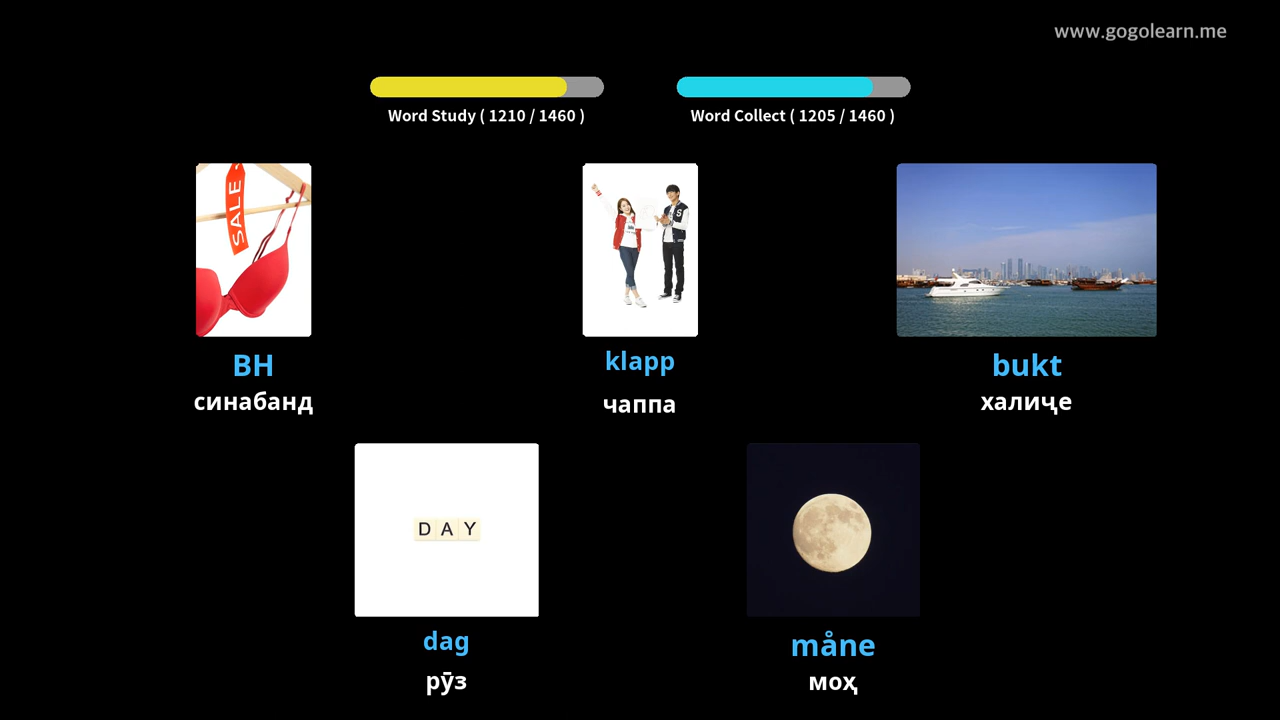 www.gogolearn.me
Word Study ( 1210 / 1460 )
Word Collect ( 1205 / 1460 )
SALE
S
BH
klapp
bukt
синабанд
чаппа
халиҷе
DAY
dag
måne
рӯз
моҳ